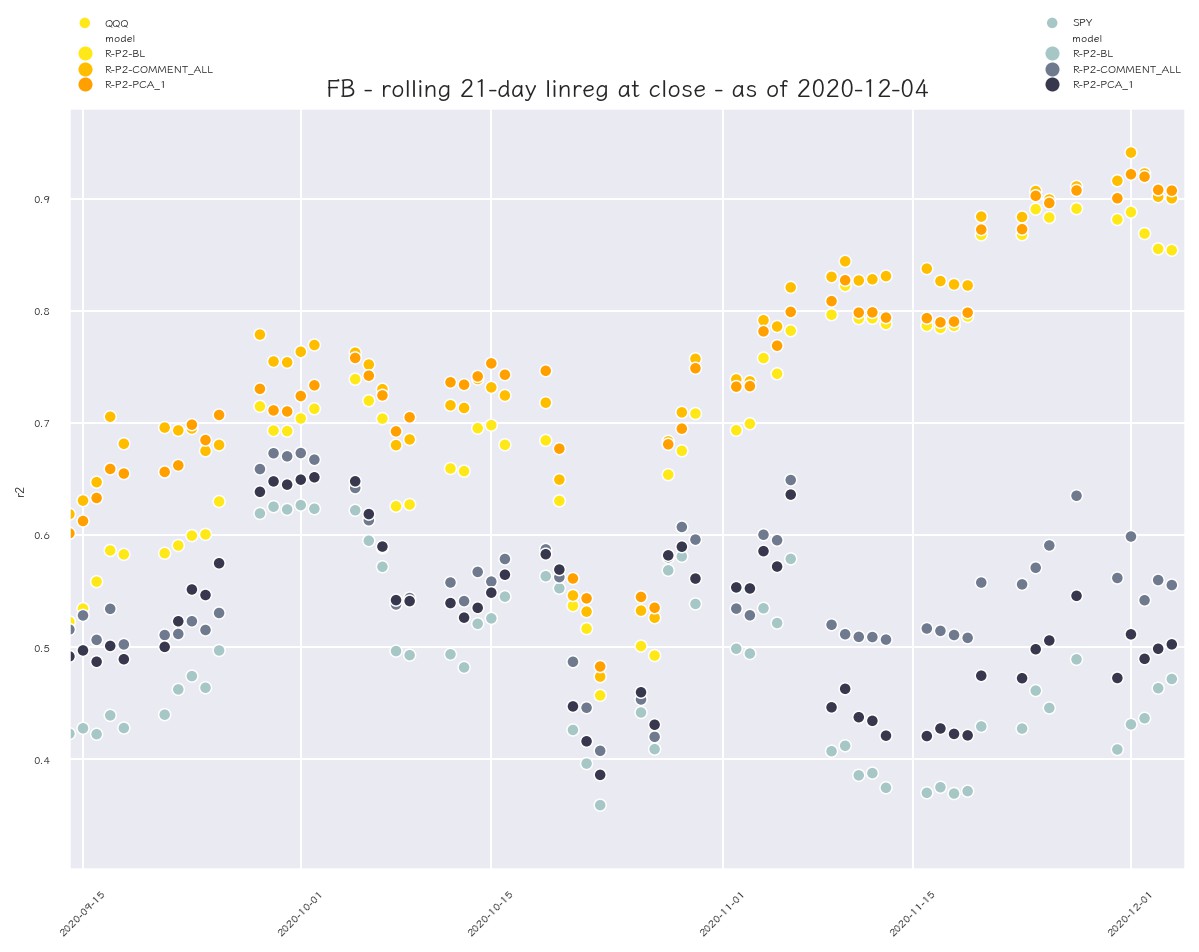 QQQ
model
R-P2-BL
R-P2-COMMENT_ALL
R-P2-PCA_1
SPY
model
R-P2-BL
R-P2-COMMENT_ALL
R-P2-PCA_1
FB - rolling 21-day linreg at close - as of 2020-12-04
r2
0.9
0.8
0.7
0.6
0.5
0.4
2020-09-15
2020-10-01
2020-10-15
2020-11-01
2020-11-15
2020-12-01